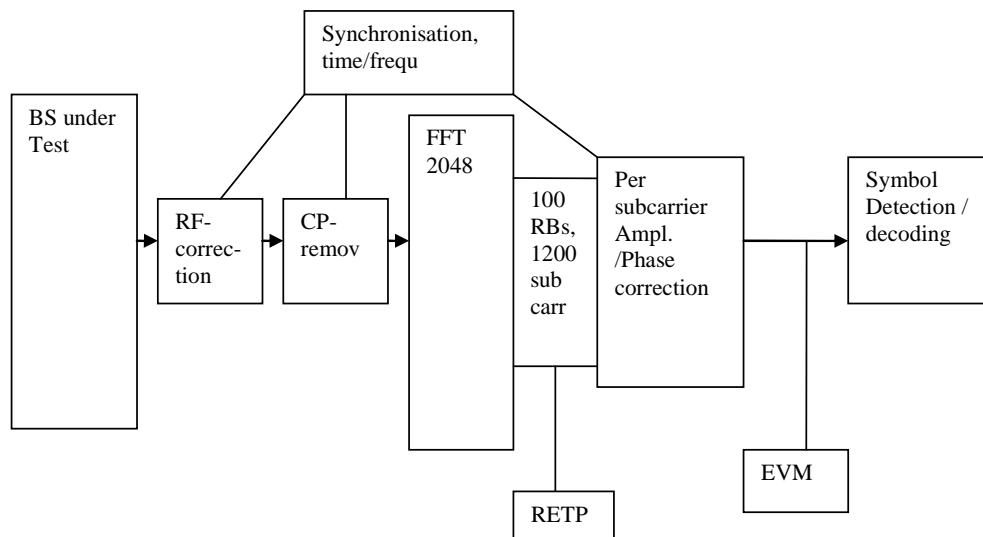 Synchronisation,
time/frequ
BS under
Test
FFT
2048
RF-
correc-
tion
CP-
remov
100
RBs,
1200
sub
carr
Per
subcarrier
Ampl.
/Phase
correction
Symbol
Detection /
decoding
EVM
RETP